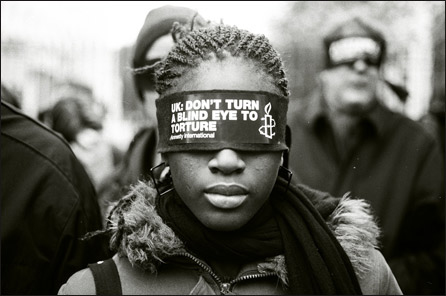 UK: DON'T TURN
A BLIND EYE TO
TORTURE
Amnesty International